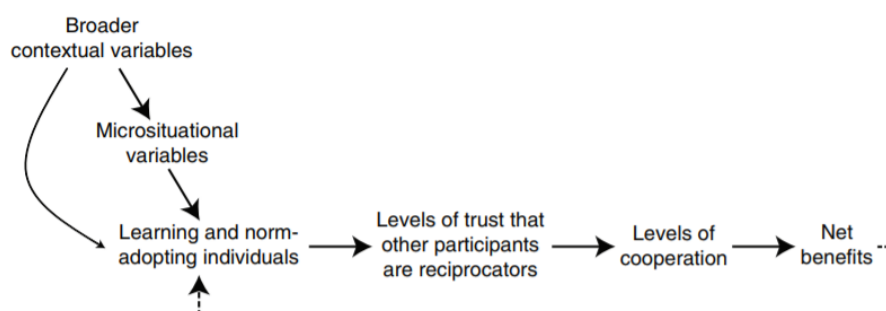 Broader
contextual variables
Microsituational
variables
Learning and norm-
adopting individuals
Levels of trust that
other participants
are reciprocators
Levels of
cooperation
Net
benefits